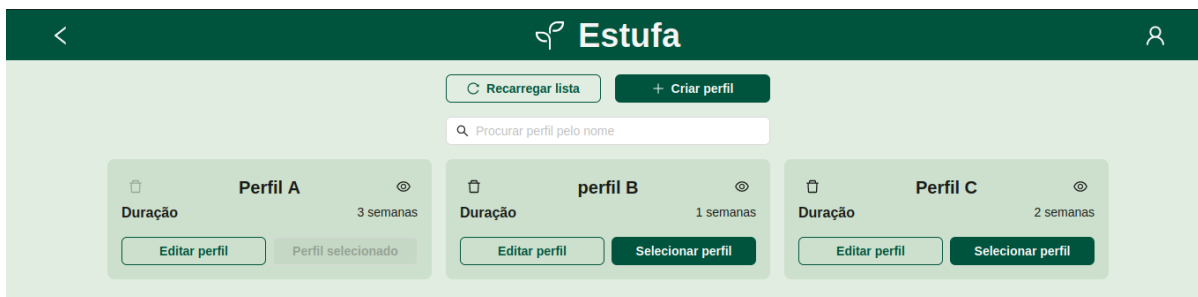 Estufa
Recarregar lista
Criar perfil
Procurar perfil pelo nome
Perfil A
Duração 3 semanas
Editar perfil Perfil selecionado
perfil B
Duração 1 semanas
Editar perfil Selecionar perfil
Perfil C
Duração 2 semanas
Editar perfil Selecionar perfil